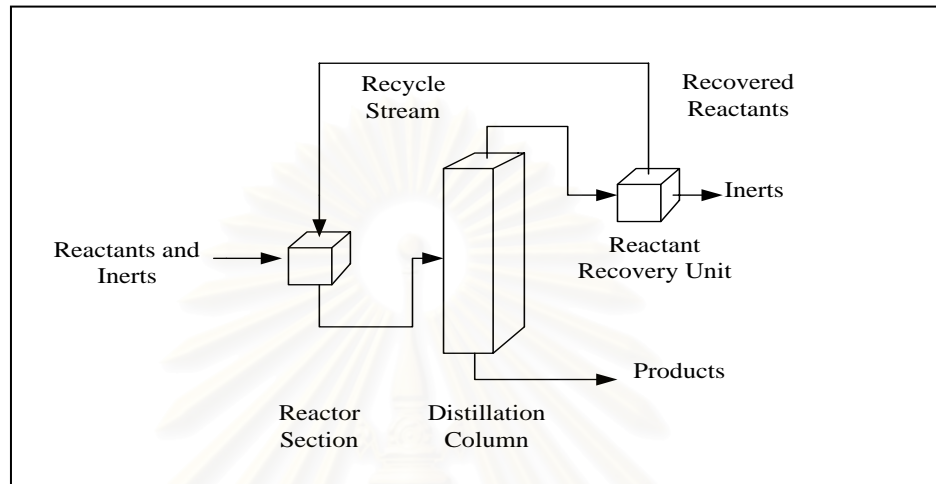 Recycle
Stream
Recovered
Reactants
Inerts
Reactants and
Inerts
Reactant
Recovery Unit
Products
Reactor
Section
Distillation
Column